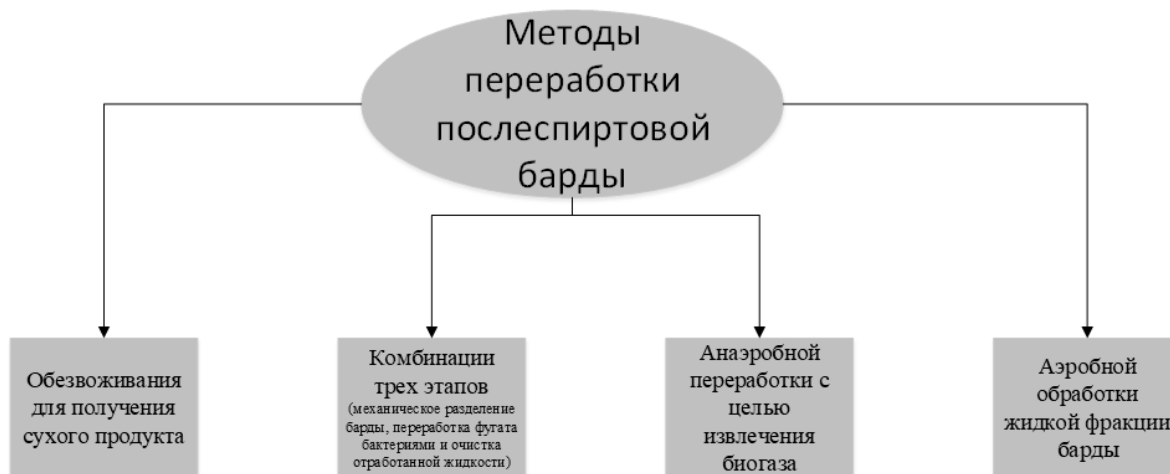 Методы
переработки
послеспиртовой
барды
Обезвоживания
для получения
сухого продукта
Комбинации
трех этапов
(механическое разделение
барды, переработка фугата
бактериями и очистка
отработанной жидкости)
Анаэробной
переработки с
целью
извлечения
биогаза
Аэробной
обработки
жидкой фракции
барды